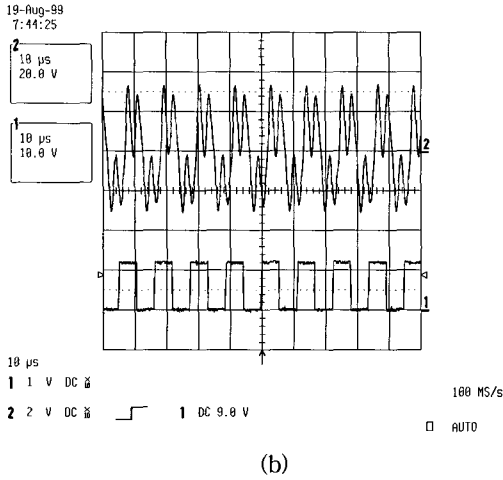 19-Aug-99
7:44:25
2
10 µs
20.0 V
1
10 µs
10.0 V
2
1
10 µs
1 1 V DC
2 2 V DC
1 DC 9.0 V
100 MS/s
AUTO
(b)